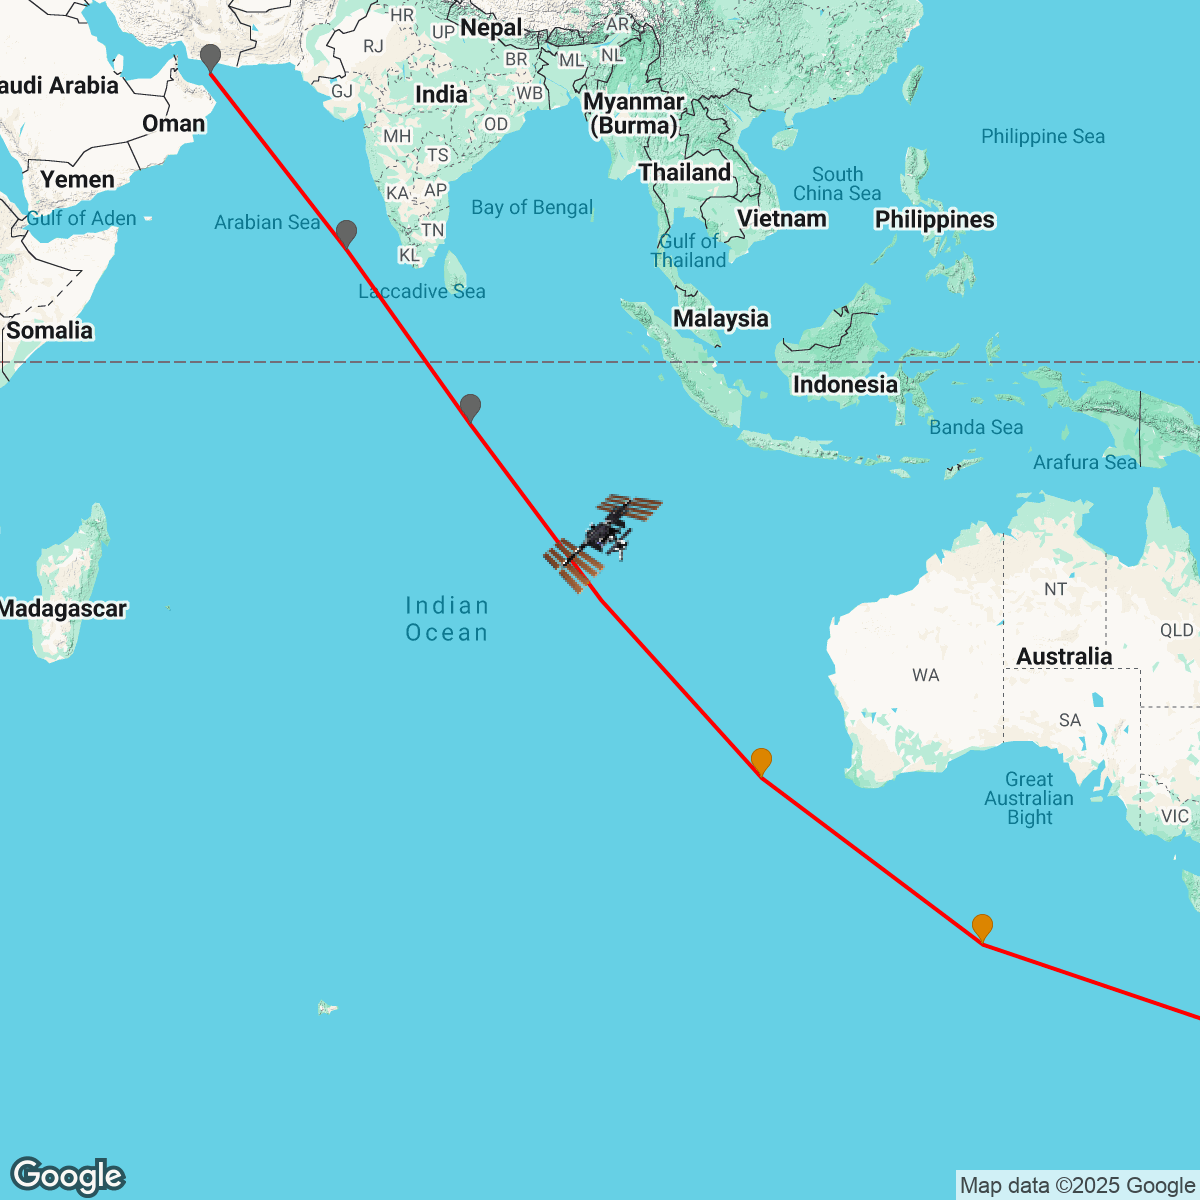 HR
UP
Nepal
AR
RJ
BR
ML
NL
audi Arabia
GJ
India
WB
Myanmar
(Burma)
Oman
OD
MH
TS
Philippine Sea
Yemen
Thailand
South
China Sea
KA
AP
Gulf of Aden
Arabian Sea
Bay of Bengal
Vietnam
Philippines
TN
KL
Gulf of
Thailand
Laccadive Sea
Somalia
Malaysia
Indonesia
Banda Sea
Arafura Sea
NT
Madagascar
Indian
Ocean
QLD
Australia
WA
SA
Great
Australian
Bight
VIC
Google
Map data ©2025 Google